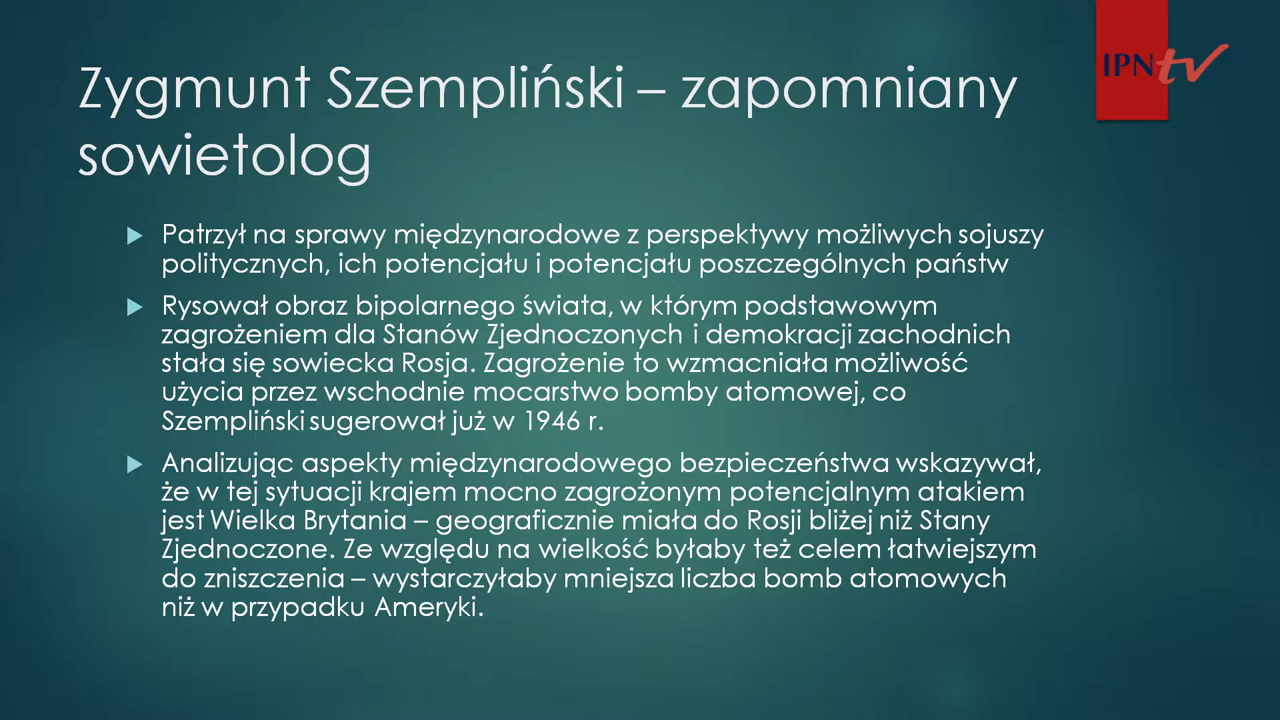 Zygmunt Szempliński – zapomniany
sowietolog
IPNtv
Patrzył na sprawy międzynarodowe z perspektywy możliwych sojuszy
politycznych, ich potencjału i potencjału poszczególnych państw
Rysował obraz bipolarnego świata, w którym podstawowym
zagrożeniem dla Stanów Zjednoczonych i demokracji zachodnich
stała się sowiecka Rosja. Zagrożenie to wzmacniała możliwość
użycia przez wschodnie mocarstwo bomby atomowej, co
Szempliński sugerował już w 1946 r.
Analizując aspekty międzynarodowego bezpieczeństwa wskazywał,
że w tej sytuacji krajem mocno zagrożonym potencjalnym atakiem
jest Wielka Brytania – geograficznie miała do Rosji bliżej niż Stany
Zjednoczone. Ze względu na wielkość byłaby też celem łatwiejszym
do zniszczenia – wystarczyłaby mniejsza liczba bomb atomowych
niż w przypadku Ameryki.